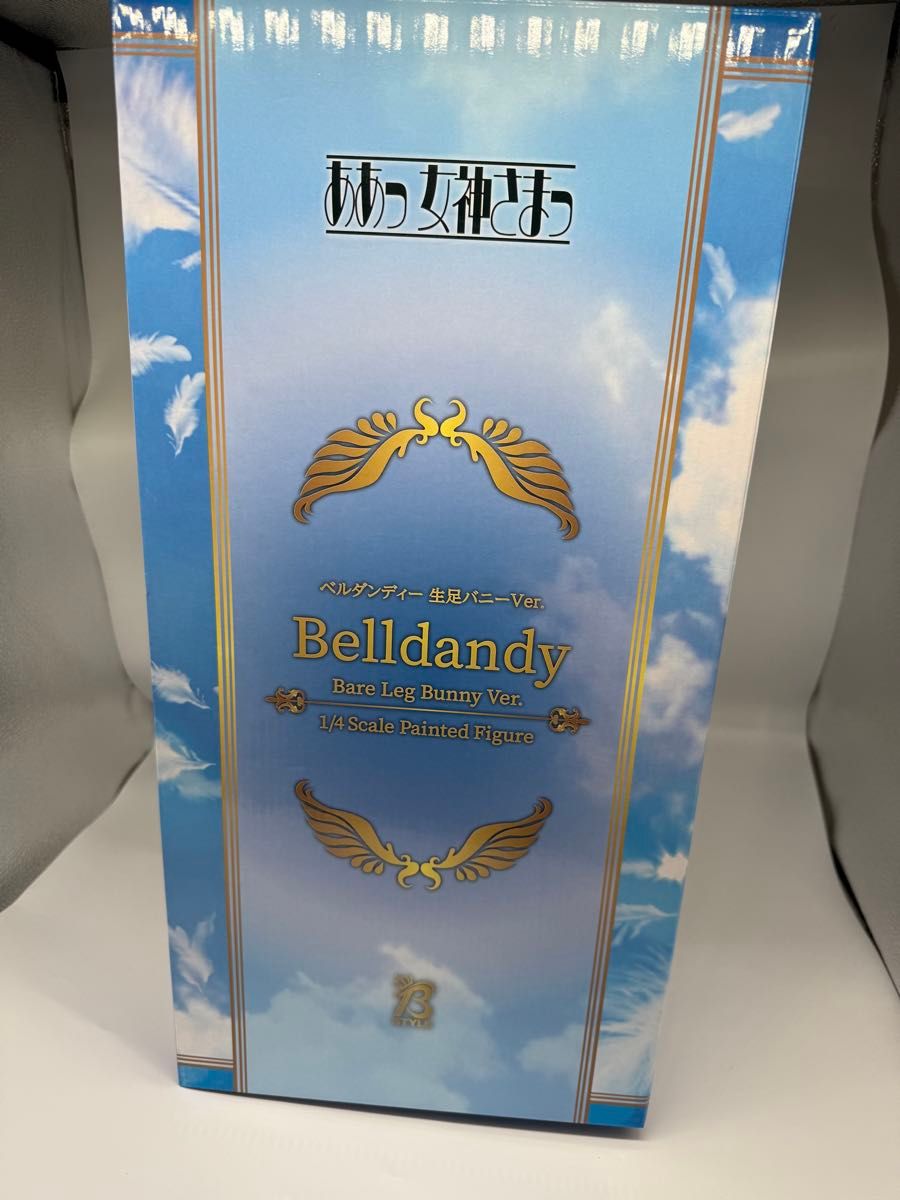 ああっ女神さまっ
ベルダンディー 生足バニーVer.
Belldandy
Bare Leg Bunny Ver.
1/4 Scale Painted Figure
B
STYLE